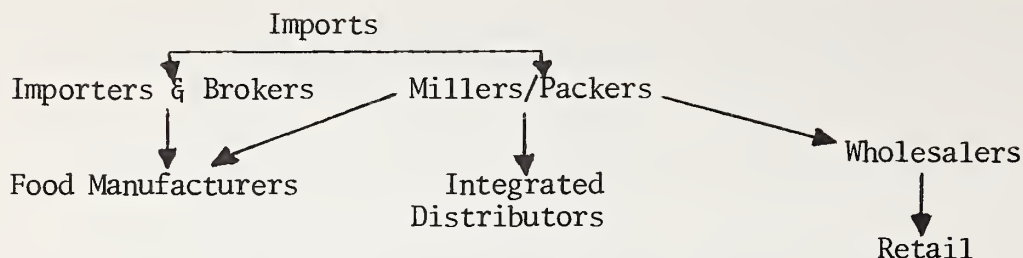 Imports
Importers & Brokers
Millers/Packers
Wholesalers
Food Manufacturers
Integrated
Distributors
Retail